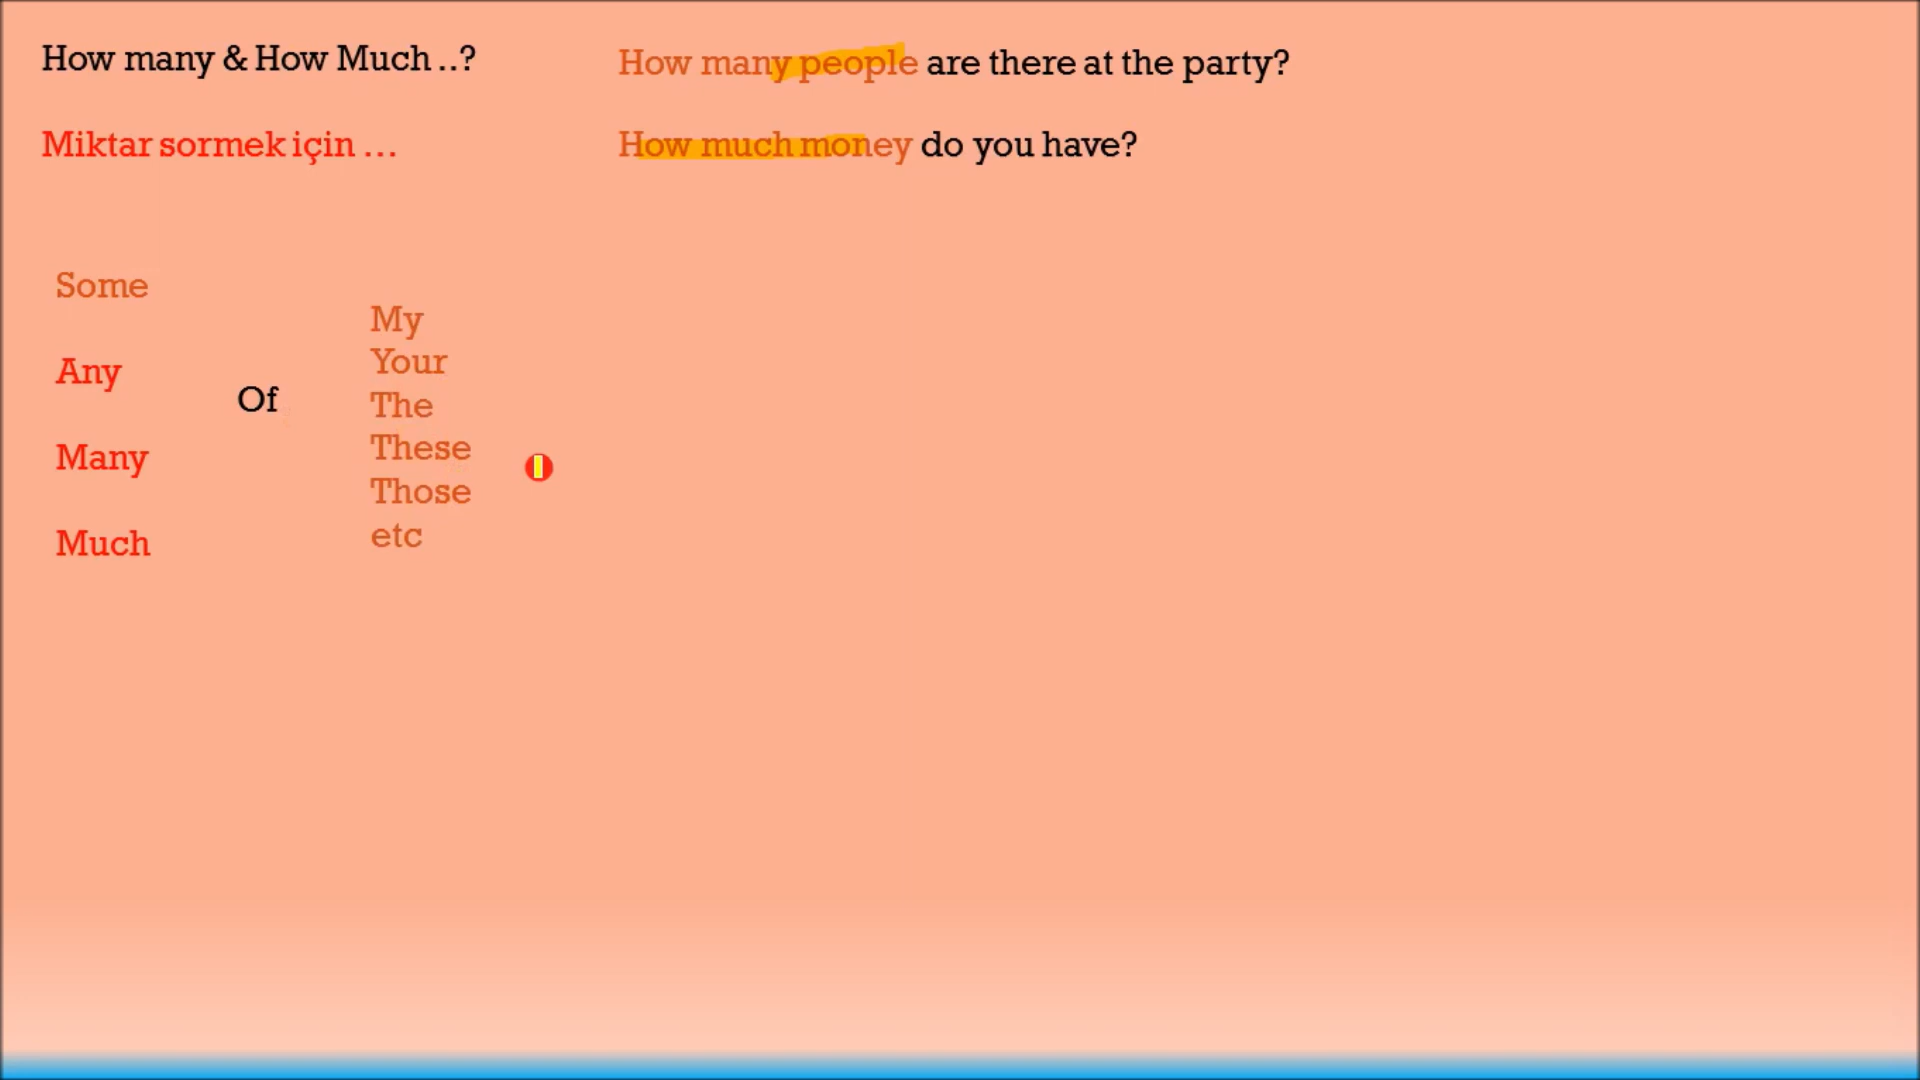 How many & How Much ..?
Miktar sormek için ...
How many people are there at the party?
How much money do you have?
Some
Any
Many
Much
Of
My
Your
The
These
Those
etc